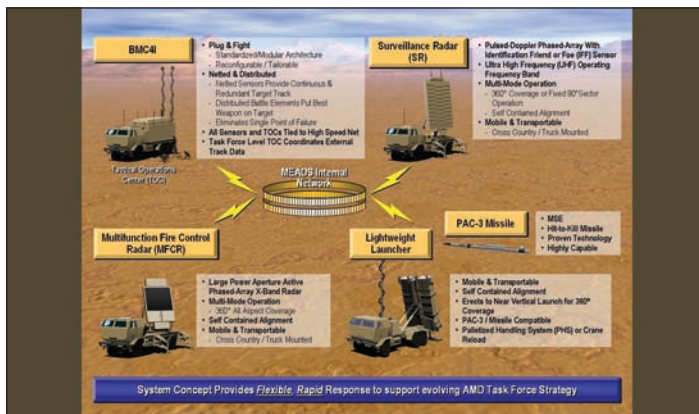 BMC4I
• Plug & Fight
- Standardized/Modular Architecture
- Reconfigurable / Tailorable
• Netted & Distributed
- Netted Sensors Provide Continuous &
Redundant Target Track
- Distributed Battle Elements Put Best
Weapon on Target
- Eliminates Single Point of Failure
• All Sensors and TOCs Tied to High Speed Net
• Task Force Level TOC Coordinates External
Track Data
Tactical Operations
Center (TOC)
Surveillance Radar
(SR)
• Pulsed-Doppler Phased-Array With
Identification Friend or Foe (IFF) Sensor
• Ultra High Frequency (UHF) Operating
Frequency Band
• Multi-Mode Operation
- 360° Coverage or Fixed 90° Sector
Operation
- Self Contained Alignment
• Mobile & Transportable
- Cross Country / Truck Mounted
MEADS Internal
Network
Multifunction Fire Control
Radar (MFCR)
• Large Power Aperture Active
Phased-Array X-Band Radar
• Multi-Mode Operation
- 360° All Aspect Coverage
• Self Contained Alignment
• Mobile & Transportable
- Cross Country / Truck Mounted
Lightweight
Launcher
PAC-3 Missile
• MSE
• Hit-to-Kill Missile
• Proven Technology
• Highly Capable
• Mobile & Transportable
• Self Contained Alignment
• Erects to Near Vertical Launch for 360°
Coverage
• PAC-3 / Missile Compatible
• Palletized Handling System (PHS) or Crane
Reload
System Concept Provides Flexible, Rapid Response to support evolving AMD Task Force Strategy